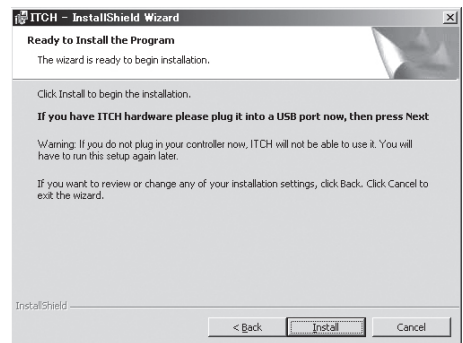 ITCH - InstallShield Wizard
Ready to Install the Program
The wizard is ready to begin installation.
Click Install to begin the installation.
If you have ITCH hardware please plug it into a USB port now, then press Next
Warning: If you do not plug in your controller now, ITCH will not be able to use it. You will
have to run this setup again later.
If you want to review or change any of your installation settings, click Back. Click Cancel to
exit the wizard.
InstallShield
< Back
Install
Cancel